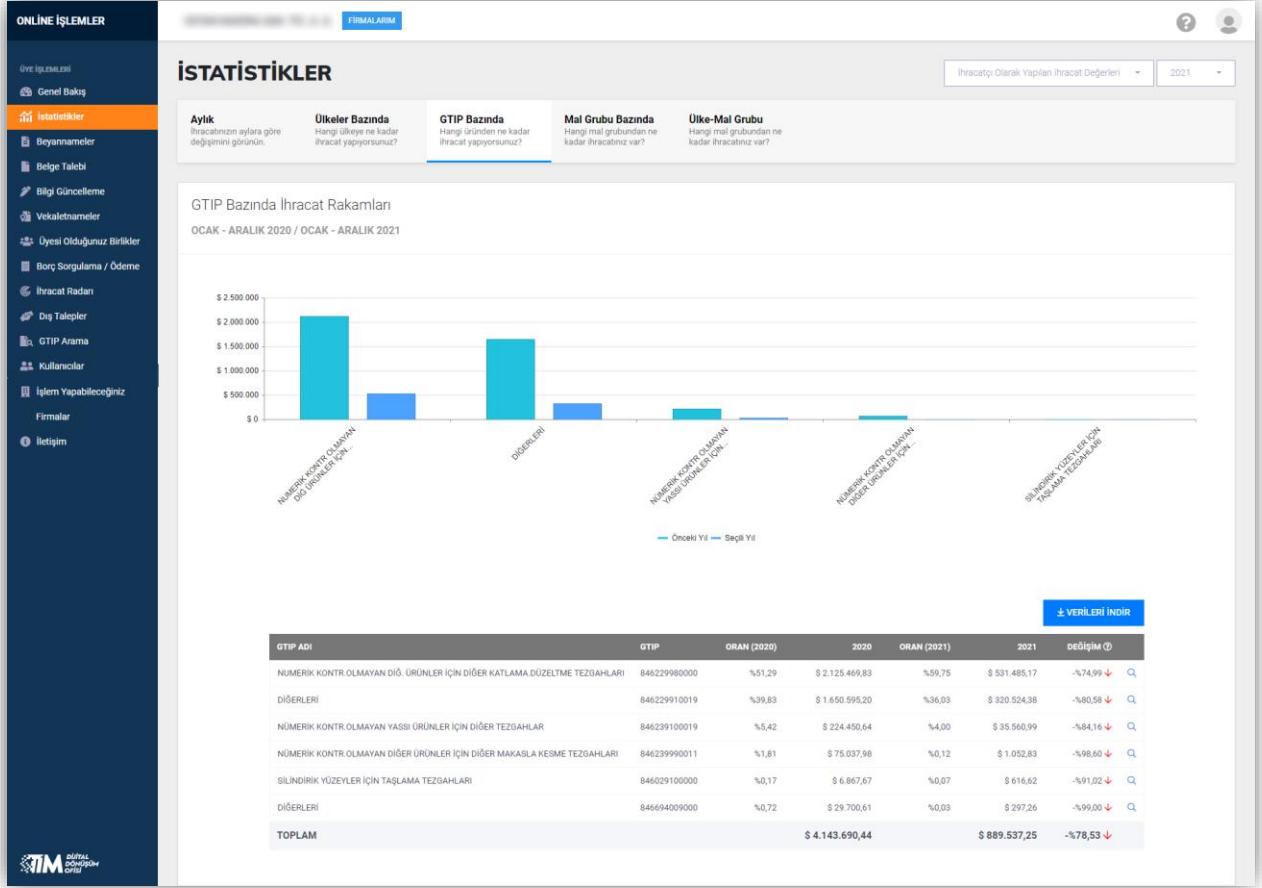 ONLİNE İŞLEMLER
FİRMALARIM
ÜYE İŞLEMLERİ
Genel Bakış
İstatistikler
Beyannameler
Belge Talebi
Bilgi Güncelleme
Vekaletnameler
Üyesi Olduğunuz Birlikler
Borç Sorgulama / Ödeme
İhracat Radarı
Dış Talepler
GTIP Arama
Kullanıcılar
İşlem Yapabileceğiniz
Firmalar
İletişim
TİM DİJİTAL
DÖNÜŞÜM
OFİSİ
İSTATİSTİKLER
İhracatçı Olarak Yapılan İhracat Değerleri
2021
Aylık
İhracatınızın aylara göre
değişimini görünün.
Ülkeler Bazında
Hangi ülkeye ne kadar
ihracat yapıyorsunuz?
GTIP Bazında
Hangi üründen ne kadar
ihracat yapıyorsunuz?
Mal Grubu Bazında
Hangi mal grubundan ne
kadar ihracatınız var?
Ülke-Mal Grubu
Hangi mal grubundan ne
kadar ihracatınız var?
GTIP Bazında İhracat Rakamları
OCAK - ARALIK 2020 / OCAK - ARALIK 2021
$ 2.500.000
$ 2.000.000
$ 1.500.000
$ 1.000.000
$ 500.000
$ 0
NUMERİK KONTR OLMAYAN
DİĞ ÜRÜNLER İÇİN...
DİĞERLERİ
NÜMERİK KONTR OLMAYAN
YASSI ÜRÜNLER İÇİN...
NÜMERİK KONTR OLMAYAN
DİĞER ÜRÜNLER İÇİN...
SİLİNDİRİK YÜZEYLER İÇİN
TAŞLAMA TEZGAHLARI
Önceki Yıl Seçili Yıl
VERİLERİ İNDİR
GTIP ADI GTIP ORAN (2020) 2020 ORAN (2021) 2021 DEĞİŞİM
NUMERİK KONTR.OLMAYAN DİĞ. ÜRÜNLER İÇİN DİĞER KATLAMA.DÜZELTME TEZGAHLARI 846229980000 %51,29 $ 2.125.469,83 %59,75 $ 531.485,17 -%74,99
DİĞERLERİ 846229910019 %39,83 $ 1.650.595,20 %36,03 $ 320.524,38 -%80,58
NÜMERİK KONTR.OLMAYAN YASSI ÜRÜNLER İÇİN DİĞER TEZGAHLAR 846239100019 %5,42 $ 224.450,64 %4,00 $ 35.560,99 -%84,16
NÜMERİK KONTR.OLMAYAN DİĞER ÜRÜNLER İÇİN DİĞER MAKASLA KESME TEZGAHLARI 846239990011 %1,81 $ 75.037,98 %0,12 $ 1.052,83 -%98,60
SİLİNDİRİK YÜZEYLER İÇİN TAŞLAMA TEZGAHLARI 846029100000 %0,17 $ 6.867,67 %0,07 $ 616,62 -%91,02
DİĞERLERİ 846694009000 %0,72 $ 29.700,61 %0,03 $ 297,26 -%99,00
TOPLAM $ 4.143.690,44 $ 889.537,25 -%78,53